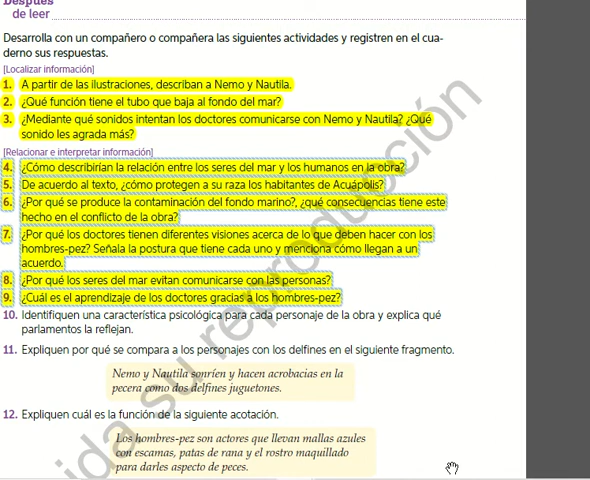 Después
de leer
Desarrolla con un compañero o compañera las siguientes actividades y registren en el cua-
derno sus respuestas.
[Localizar información]
1. A partir de las ilustraciones, describan a Nemo y Nautila.
2. ¿Qué función tiene el tubo que baja al fondo del mar?
3. ¿Mediante qué sonidos intentan los doctores comunicarse con Nemo y Nautila? ¿Qué
sonido les agrada más?
[Relacionar e interpretar información]
4. ¿Cómo describirían la relación entre los seres del mar y los humanos en la obra?
5. De acuerdo al texto, ¿cómo protegen a su raza los habitantes de Acuápolis?
6. ¿Por qué se produce la contaminación del fondo marino?, ¿qué consecuencias tiene este
hecho en el conflicto de la obra?
7. ¿Por qué los doctores tienen diferentes visiones acerca de lo que deben hacer con los
hombres-pez? Señala la postura que tiene cada uno y menciona cómo llegan a un
acuerdo.
8. ¿Por qué los seres del mar evitan comunicarse con las personas?
9. ¿Cuál es el aprendizaje de los doctores gracias a los hombres-pez?
10. Identifiquen una característica psicológica para cada personaje de la obra y explica qué
parlamentos la reflejan.
11. Expliquen por qué se compara a los personajes con los delfines en el siguiente fragmento.
Nemo y Nautila sonríen y hacen acrobacias en la
pecera como dos delfines juguetones.
12. Expliquen cuál es la función de la siguiente acotación.
Los hombres-pez son actores que llevan mallas azules
con escamas, patas de rana y el rostro maquillado
para darles aspecto de peces.
ida su reproducción